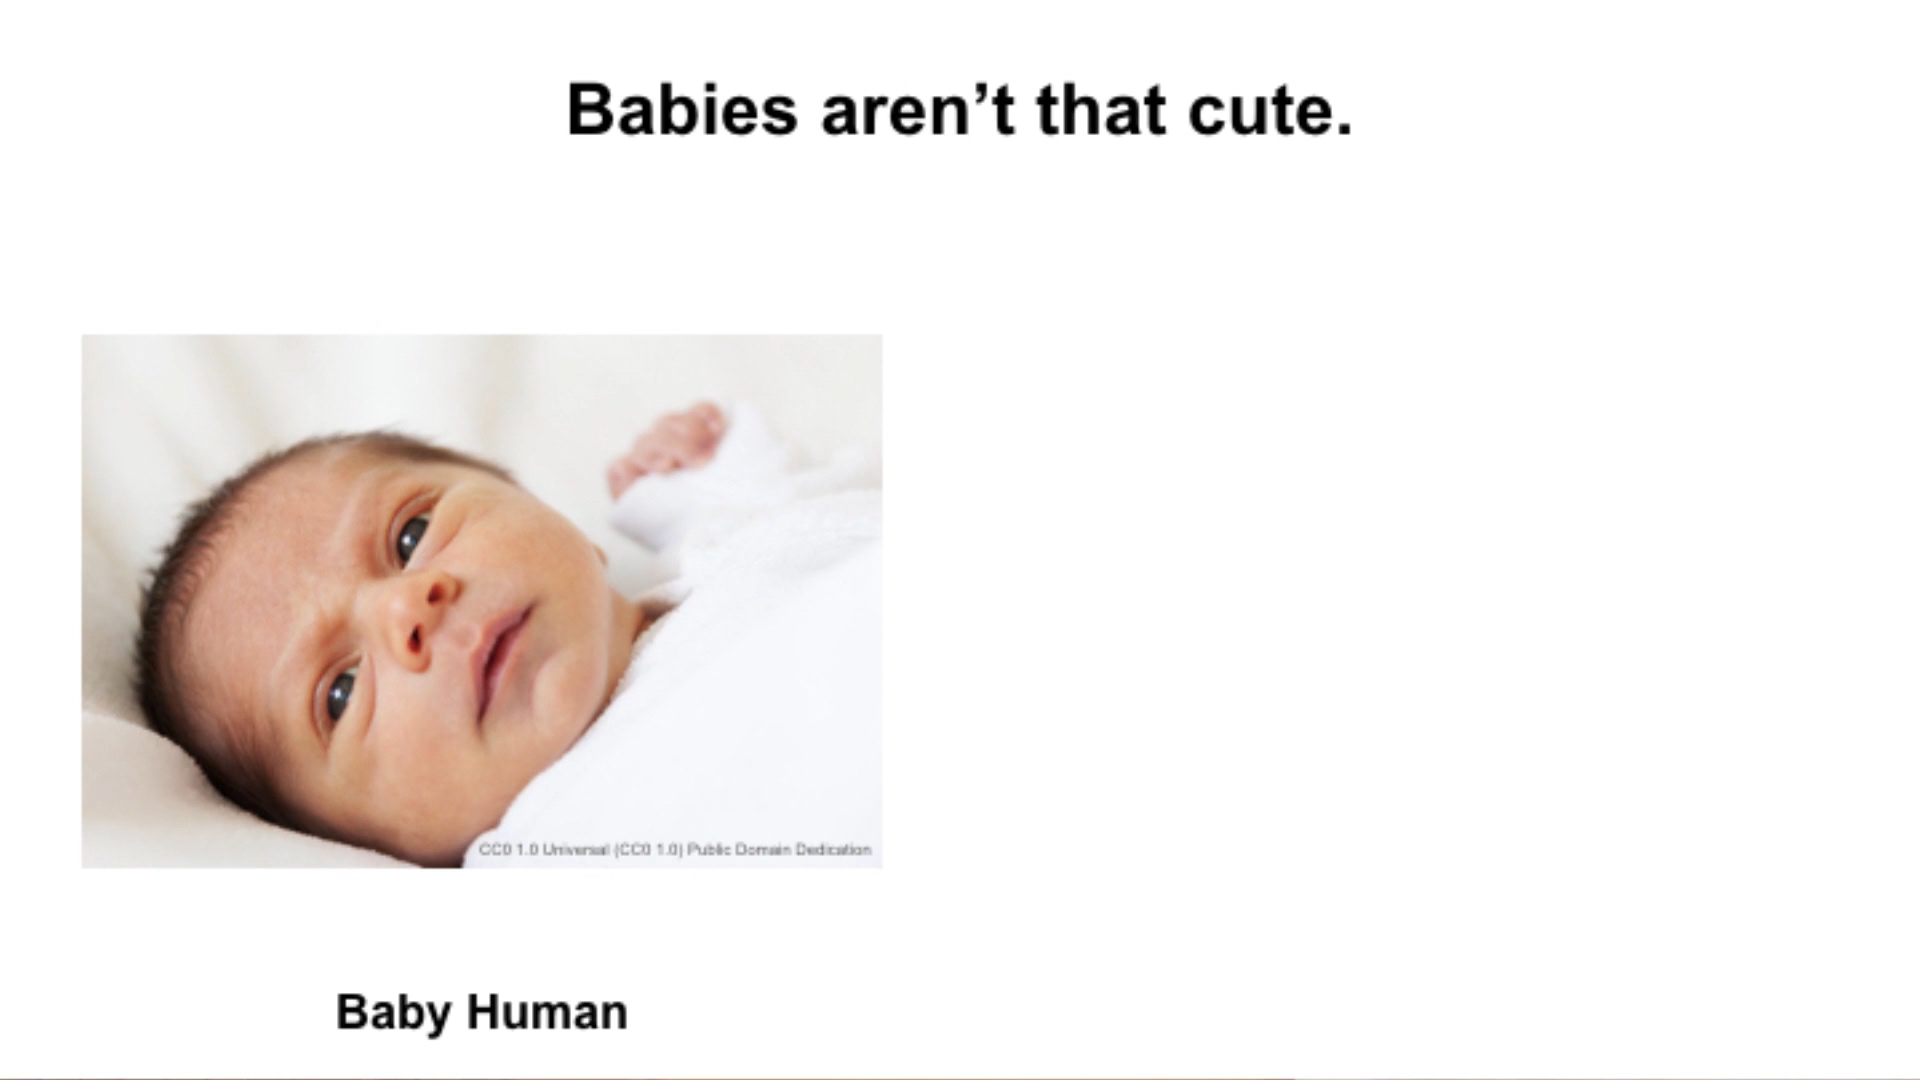 Babies aren’t that cute.
CC0 1.0 Universal (CC0 1.0) Public Domain Dedication
Baby Human